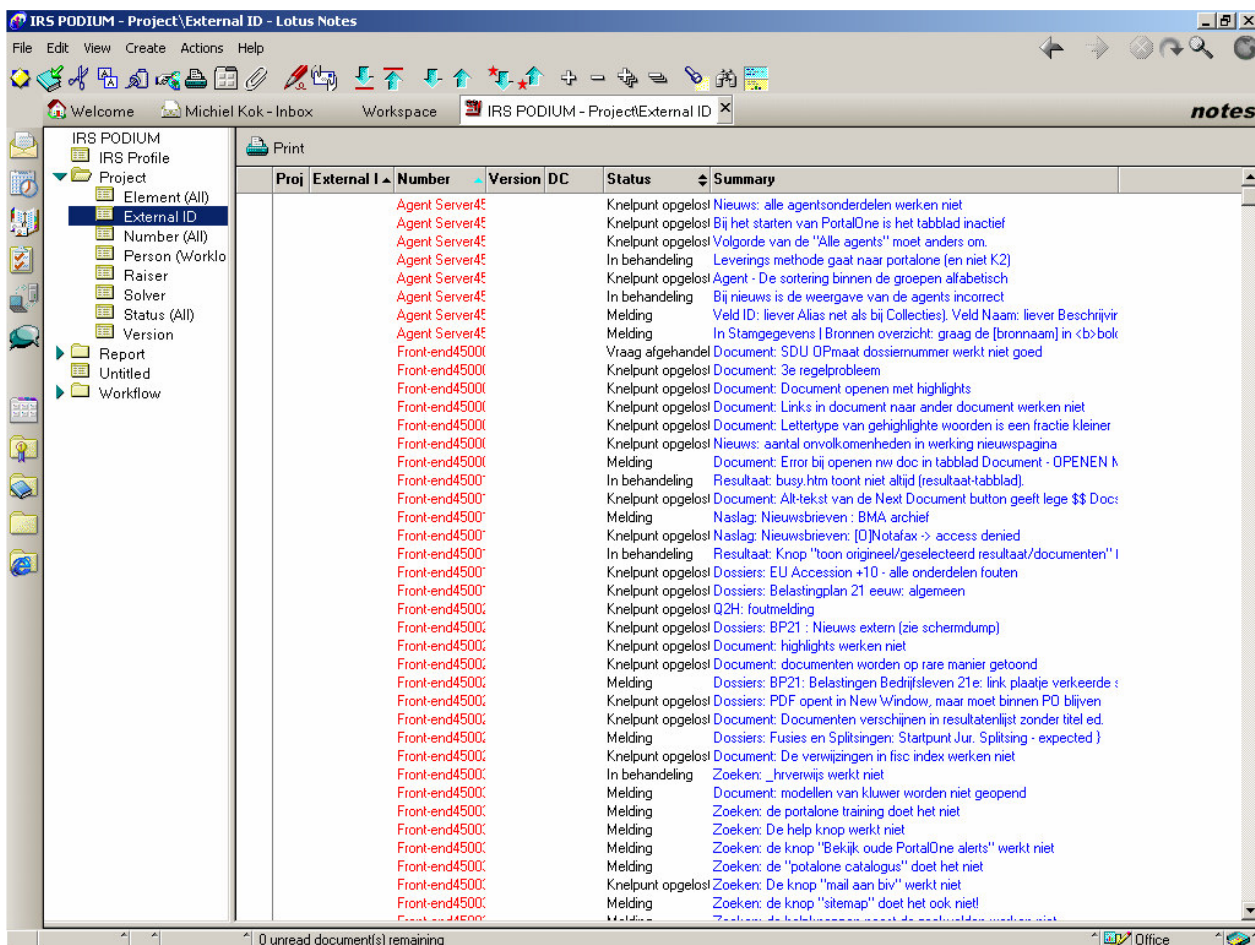 IRS PODIUM - Project\External ID - Lotus Notes
File Edit View Create Actions Help
Welcome Michiel Kok - Inbox Workspace IRS PODIUM - Project\External ID notes
IRS PODIUM
IRS Profile
Project
Element (All)
External ID
Number (All)
Person (Worklo
Raiser
Solver
Status (All)
Version
Report
Untitled
Workflow
Print
Proj External I Number Version DC Status Summary
Agent Server45 Knelpunt opgelost Nieuws: alle agentsonderdelen werken niet
Agent Server45 Knelpunt opgelost Bij het starten van PortalOne is het tabblad inactief
Agent Server45 Knelpunt opgelost Volgorde van de "Alle agents" moet anders om.
Agent Server45 In behandeling Leverings methode gaat naar portalone (en niet K2)
Agent Server45 Knelpunt opgelost Agent - De sortering binnen de groepen alfabetisch
Agent Server45 In behandeling Bij nieuws is de weergave van de agents incorrect
Agent Server45 Melding Veld ID: liever Alias net als bij Collecties). Veld Naam: liever Beschrijvir
Agent Server45 Melding In Stamgegevens | Bronnen overzicht: graag de [bronnaam] in <b>bold
Front-end4500( Vraag afgehandel Document: SDU OPmaat dossiernummer werkt niet goed
Front-end4500( Knelpunt opgelost Document: 3e regelprobleem
Front-end4500( Knelpunt opgelost Document: Document openen met highlights
Front-end4500( Knelpunt opgelost Document: Links in document naar ander document werken niet
Front-end4500( Knelpunt opgelost Document: Lettertype van gehighlighte woorden is een fractie kleiner
Front-end4500( Knelpunt opgelost Nieuws: aantal onvolkomenheden in werking nieuwspagina
Front-end4500( Melding Document: Error bij openen nw doc in tabblad Document - OPENEN
Front-end4500 In behandeling Resultaat: busy.htm toont niet altijd (resultaat-tabblad).
Front-end4500 Knelpunt opgelost Document: Alt-tekst van de Next Document button geeft lege $$ Docs
Front-end4500 Melding Naslag: Nieuwsbrieven : BMA archief
Front-end4500 Knelpunt opgelost Naslag: Nieuwsbrieven: [O]Notafax -> access denied
Front-end4500 In behandeling Resultaat: Knop "toon origineel/geselecteerd resultaat/documenten"
Front-end4500 Knelpunt opgelost Dossiers: EU Accession +10 - alle onderdelen fouten
Front-end4500 Knelpunt opgelost Dossiers: Belastingplan 21 eeuw: algemeen
Front-end4500 Knelpunt opgelost Q2H: foutmelding
Front-end4500 Knelpunt opgelost Dossiers: BP21 : Nieuws extern (zie schermdump)
Front-end4500 Knelpunt opgelost Document: highlights werken niet
Front-end4500 Knelpunt opgelost Document: documenten worden op rare manier getoond
Front-end4500 Melding Dossiers: BP21: Belastingen Bedrijfsleven 21e: link plaatje verkeerde s
Front-end4500 Knelpunt opgelost Dossiers: PDF opent in New Window, maar moet binnen PO blijven
Front-end4500 Knelpunt opgelost Document: Documenten verschijnen in resultatenlijst zonder titel ed.
Front-end4500 Melding Dossiers: Fusies en Splitsingen: Startpunt Jur. Splitsing - expected }
Front-end4500 Knelpunt opgelost Document: De verwijzingen in fisc index werken niet
Front-end4500 In behandeling Zoeken: _hrverwijs werkt niet
Front-end4500 Melding Document: modellen van kluwer worden niet geopend
Front-end4500 Melding Zoeken: de portalone training doet het niet
Front-end4500 Melding Zoeken: De help knop werkt niet
Front-end4500 Melding Zoeken: de knop "Bekijk oude PortalOne alerts" werkt niet
Front-end4500 Melding Zoeken: de "potalone catalogus" doet het niet
Front-end4500 Knelpunt opgelost Zoeken: De knop "mail aan biv" werkt niet
Front-end4500 Melding Zoeken: de knop "sitemap" doet het ook niet!
0 unread document(s) remaining Office